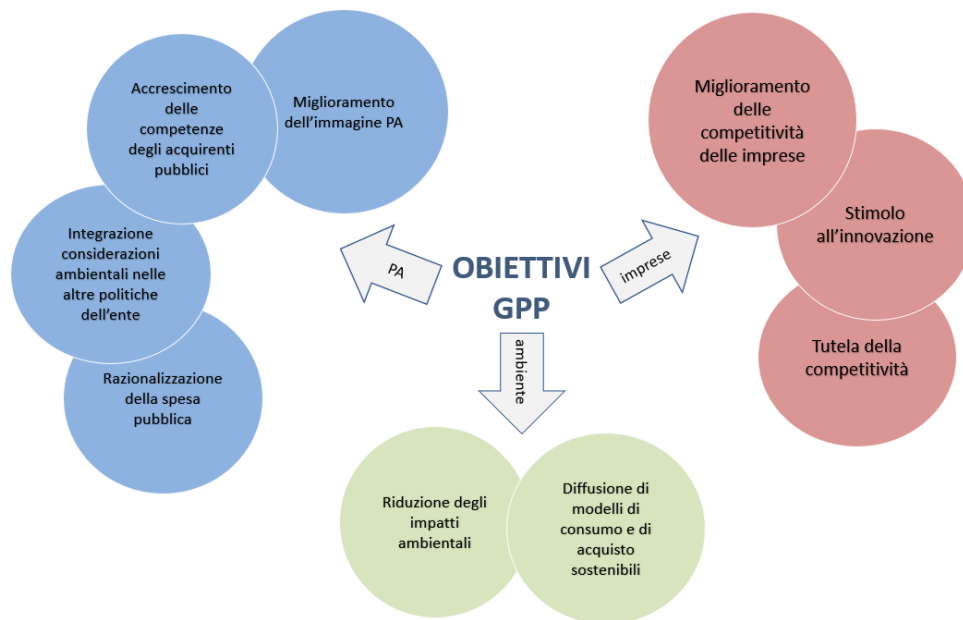 Accrescimento
delle
competenze
degli acquirenti
pubblici
Miglioramento
dell'immagine PA
Integrazione
considerazioni
ambientali nelle
altre politiche
dell'ente
Razionalizzazione
della spesa
pubblica
PA
OBIETTIVI
GPP
imprese
ambiente
Miglioramento
delle
competitività
delle imprese
Stimolo
all'innovazione
Tutela della
competitività
Riduzione degli
impatti
ambientali
Diffusione di
modelli di
consumo e di
acquisto
sostenibili